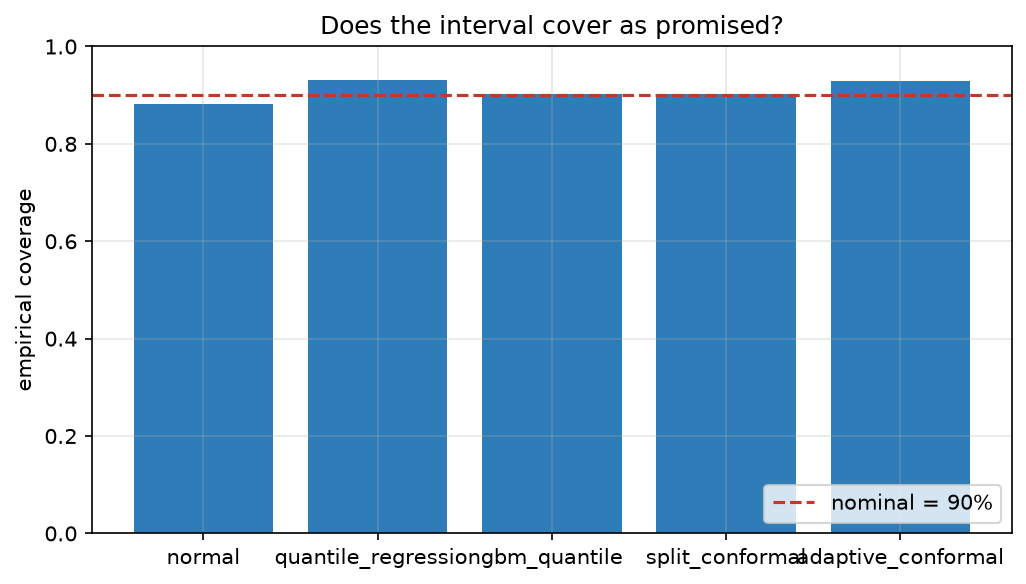 Does the interval cover as promised?
empirical coverage
1.0
0.8
0.6
0.4
0.2
0.0
nominal = 90%
normal quantile_regression gbm_quantile split_conformal adaptive_conformal